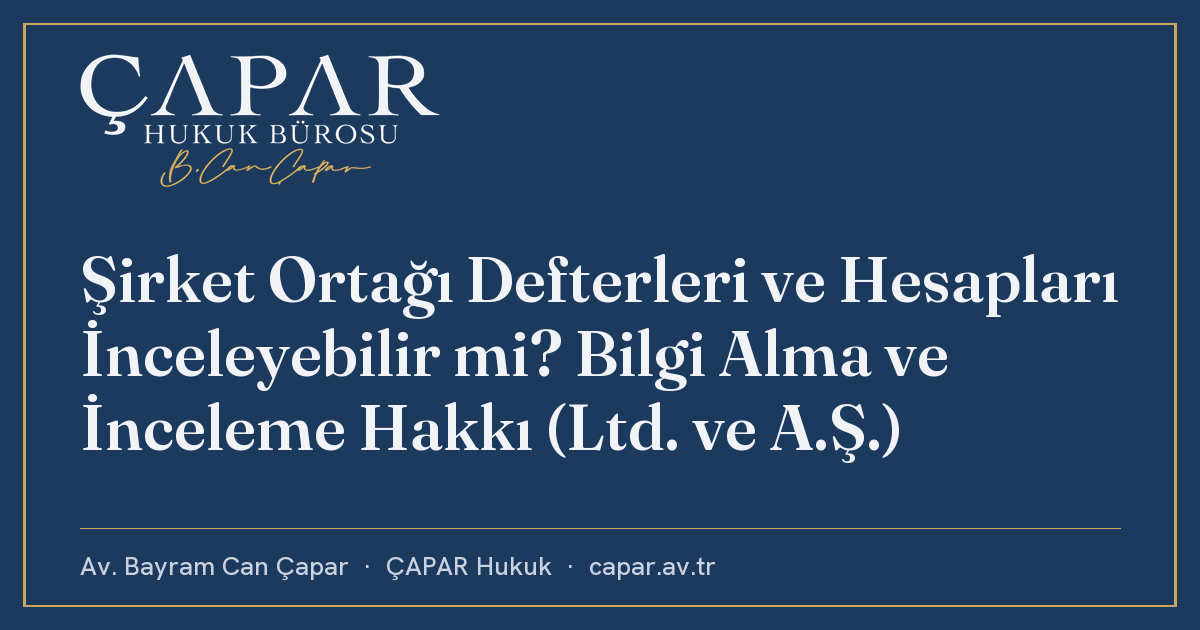 ÇAPAR
HUKUK BÜROSU
B.Can Çapar
Şirket Ortağı Defterleri ve Hesapları
İnceleyebilir mi? Bilgi Alma ve
İnceleme Hakkı (Ltd. ve A.Ş.)
Av. Bayram Can Çapar · ÇAPAR Hukuk · capar.av.tr